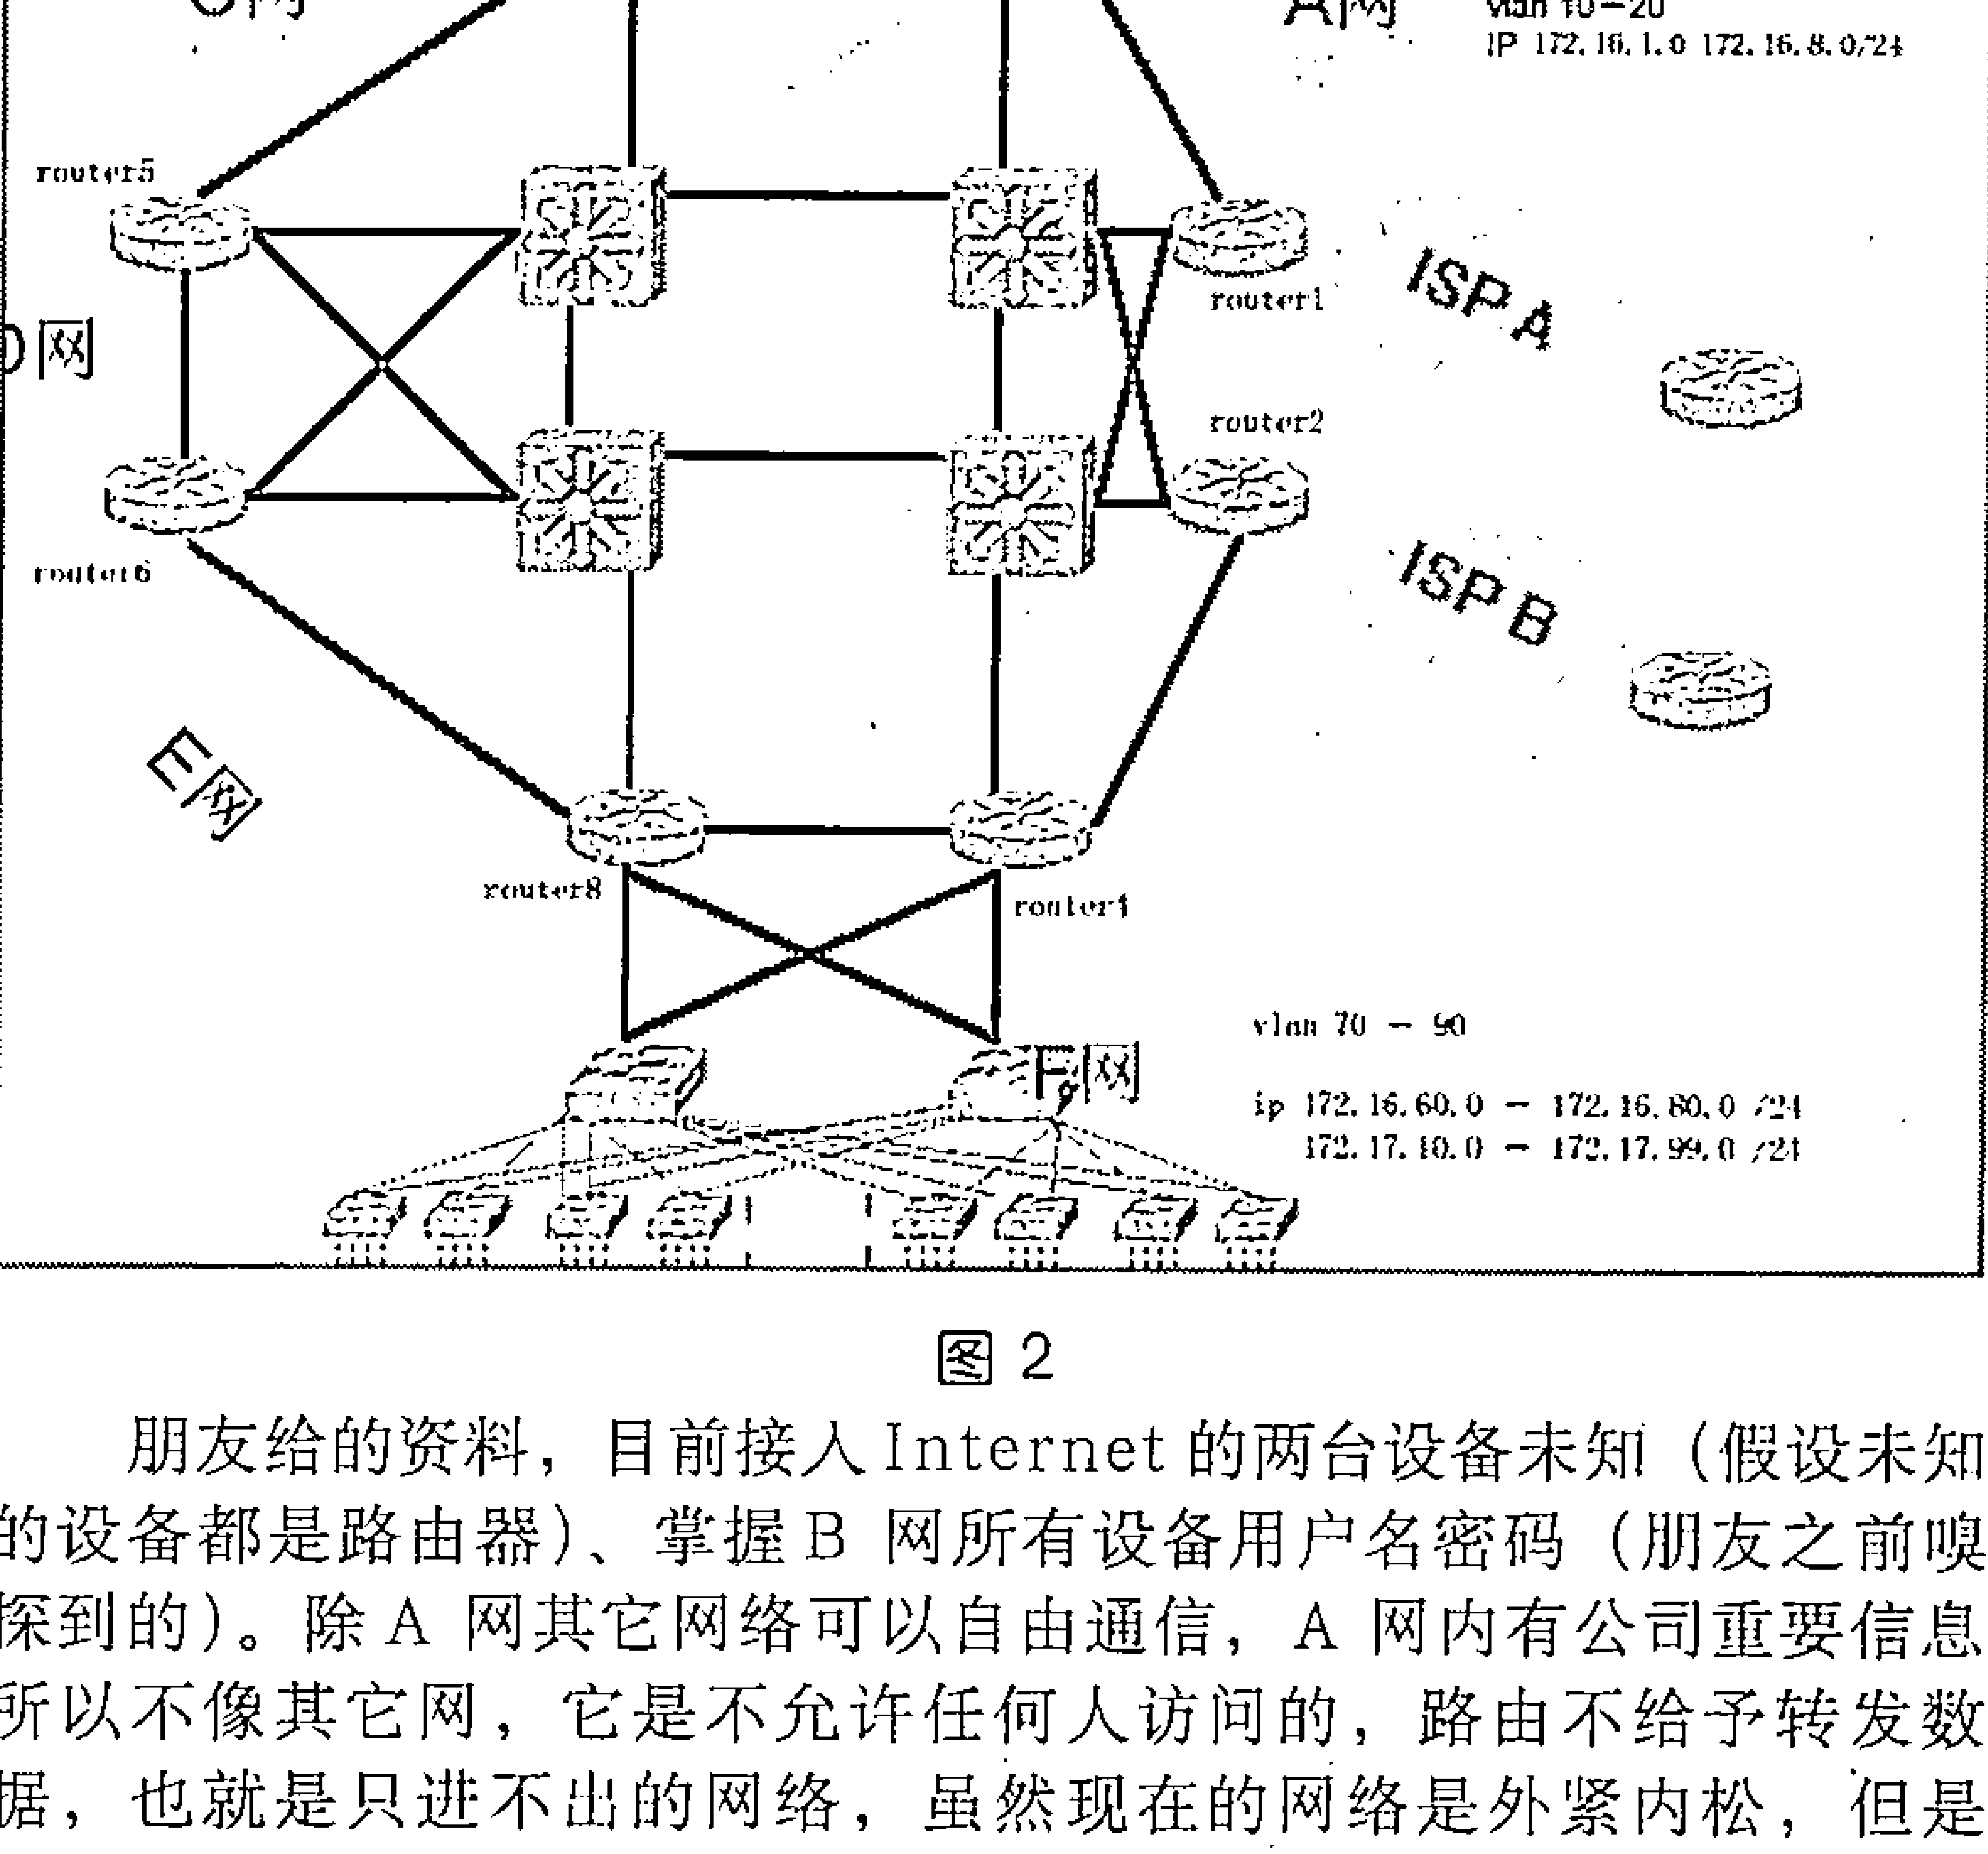 网
A网
vlan 10－20
IP 172.16.1.0 172.16.8.0/24
router5
router1
ISP A
网
router2
router6
ISP B
E网
router8
router4
vlan 70 － 90
F网
ip 172.16.60.0 － 172.16.80.0 /24
172.17.10.0 － 172.17.99.0 /24
图 2
朋友给的资料，目前接入Internet的两台设备未知（假设未知
的设备都是路由器）、掌握B 网所有设备用户名密码（朋友之前嗅
探到的）。除A 网其它网络可以自由通信，A 网内有公司重要信息
所以不像其它网，它是不允许任何人访问的，路由不给予转发数
据，也就是只进不出的网络，虽然现在的网络是外紧内松，但是